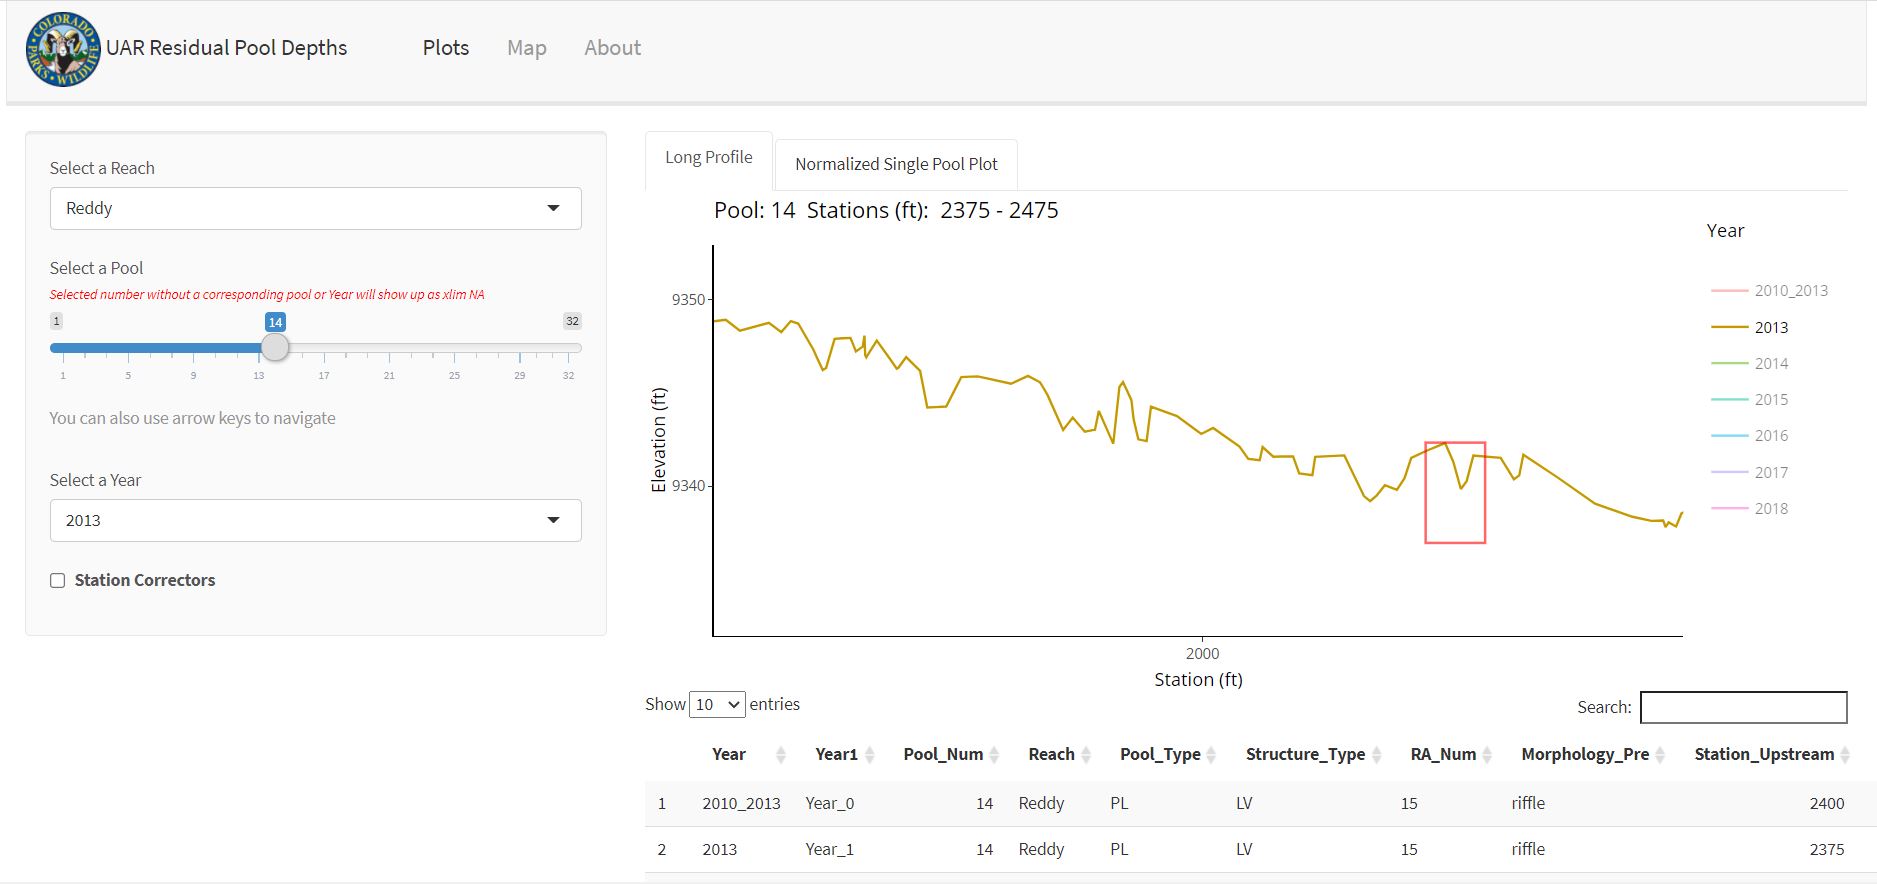 COLORADO
PARKS • WILDLIFE
UAR Residual Pool Depths
Plots
Map
About
Select a Reach
Reddy
Select a Pool
Selected number without a corresponding pool or Year will show up as xlim NA
1
14
32
1 5 9 13 17 21 25 29 32
You can also use arrow keys to navigate
Select a Year
2013
Station Correctors
Long Profile
Normalized Single Pool Plot
Pool: 14 Stations (ft): 2375 - 2475
9350
9340
Elevation (ft)
2000
Station (ft)
Year
2010_2013
2013
2014
2015
2016
2017
2018
Show 10 entries
Search:
Year Year1 Pool_Num Reach Pool_Type Structure_Type RA_Num Morphology_Pre Station_Upstream
1 2010_2013 Year_0 14 Reddy PL LV 15 riffle 2400
2 2013 Year_1 14 Reddy PL LV 15 riffle 2375